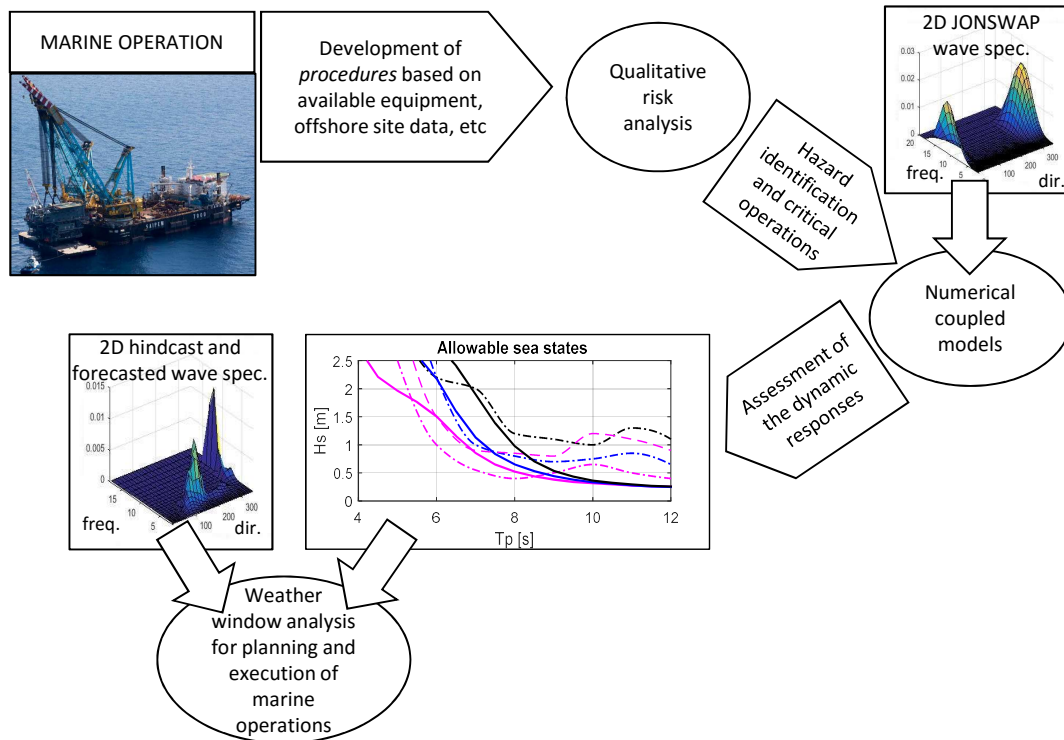 MARINE OPERATION
SAIPEM 7000
Development of
procedures based on
available equipment,
offshore site data, etc
Qualitative
risk
analysis
Hazard
identification
and critical
operations
2D JONSWAP
wave spec.
0.03
0.02
0.01
0
20
15
10
5
100
200
300
freq.
dir.
Numerical
coupled
models
Assessment of
the dynamic
responses
Allowable sea states
2.5
2
1.5
1
0.5
0
4
6
8
10
12
Hs [m]
Tp [s]
2D hindcast and
forecasted wave spec.
0.015
0.01
0.005
0
15
10
5
100
200
300
freq.
dir.
Weather
window analysis
for planning and
execution of
marine
operations